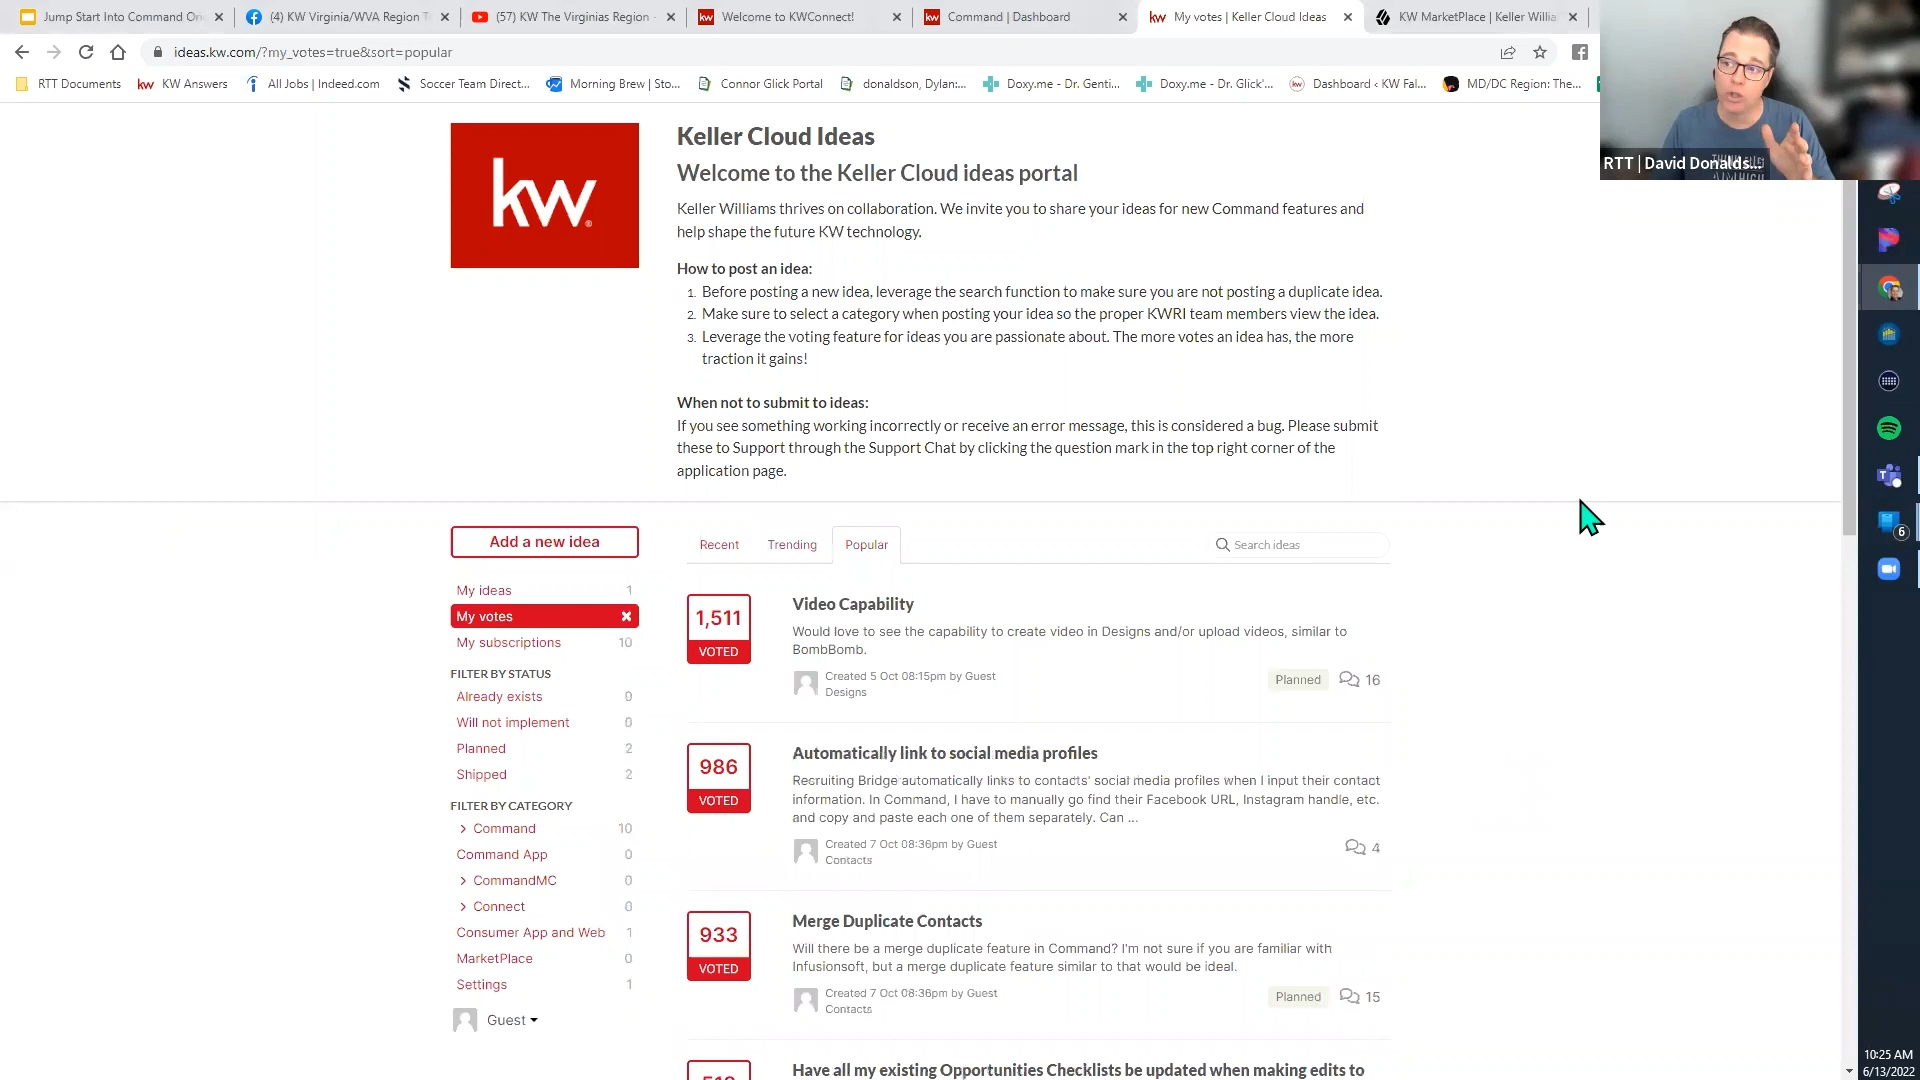 Jump Start Into Command Ori
(4) KW Virginia/WVA Region T
(57) KW The Virginias Region -
Welcome to KWConnect!
Command | Dashboard
My votes | Keller Cloud Ideas
KW MarketPlace | Keller Willia
ideas.kw.com/?my_votes=true&sort=popular
RTT Documents
KW Answers
All Jobs | Indeed.com
Soccer Team Direct...
Morning Brew | Sto...
Connor Glick Portal
donaldson, Dylan:...
Doxy.me - Dr. Genti...
Doxy.me - Dr. Glick'...
Dashboard ‹ KW Fal...
MD/DC Region: The...
RTT | David Donalds...
kw
Keller Cloud Ideas
Welcome to the Keller Cloud ideas portal
Keller Williams thrives on collaboration. We invite you to share your ideas for new Command features and
help shape the future KW technology.
How to post an idea:
1. Before posting a new idea, leverage the search function to make sure you are not posting a duplicate idea.
2. Make sure to select a category when posting your idea so the proper KWRI team members view the idea.
3. Leverage the voting feature for ideas you are passionate about. The more votes an idea has, the more
traction it gains!
When not to submit to ideas:
If you see something working incorrectly or receive an error message, this is considered a bug. Please submit
these to Support through the Support Chat by clicking the question mark in the top right corner of the
application page.
Add a new idea
My ideas 1
My votes
My subscriptions 10
FILTER BY STATUS
Already exists 0
Will not implement 0
Planned 2
Shipped 2
FILTER BY CATEGORY
Command 10
Command App 0
CommandMC 0
Connect 0
Consumer App and Web 1
MarketPlace 0
Settings 1
Guest
Recent Trending Popular
Search ideas
1,511
VOTED
Video Capability
Would love to see the capability to create video in Designs and/or upload videos, similar to
BombBomb.
Created 5 Oct 08:15pm by Guest
Designs
Planned 16
986
VOTED
Automatically link to social media profiles
Recruiting Bridge automatically links to contacts' social media profiles when I input their contact
information. In Command, I have to manually go find their Facebook URL, Instagram handle, etc.
and copy and paste each one of them separately. Can ...
Created 7 Oct 08:36pm by Guest
Contacts
4
933
VOTED
Merge Duplicate Contacts
Will there be a merge duplicate feature in Command? I'm not sure if you are familiar with
Infusionsoft, but a merge duplicate feature similar to that would be ideal.
Created 7 Oct 08:36pm by Guest
Contacts
Planned 15
Have all my existing Opportunities Checklists be updated when making edits to
6
10:25 AM
6/13/2022